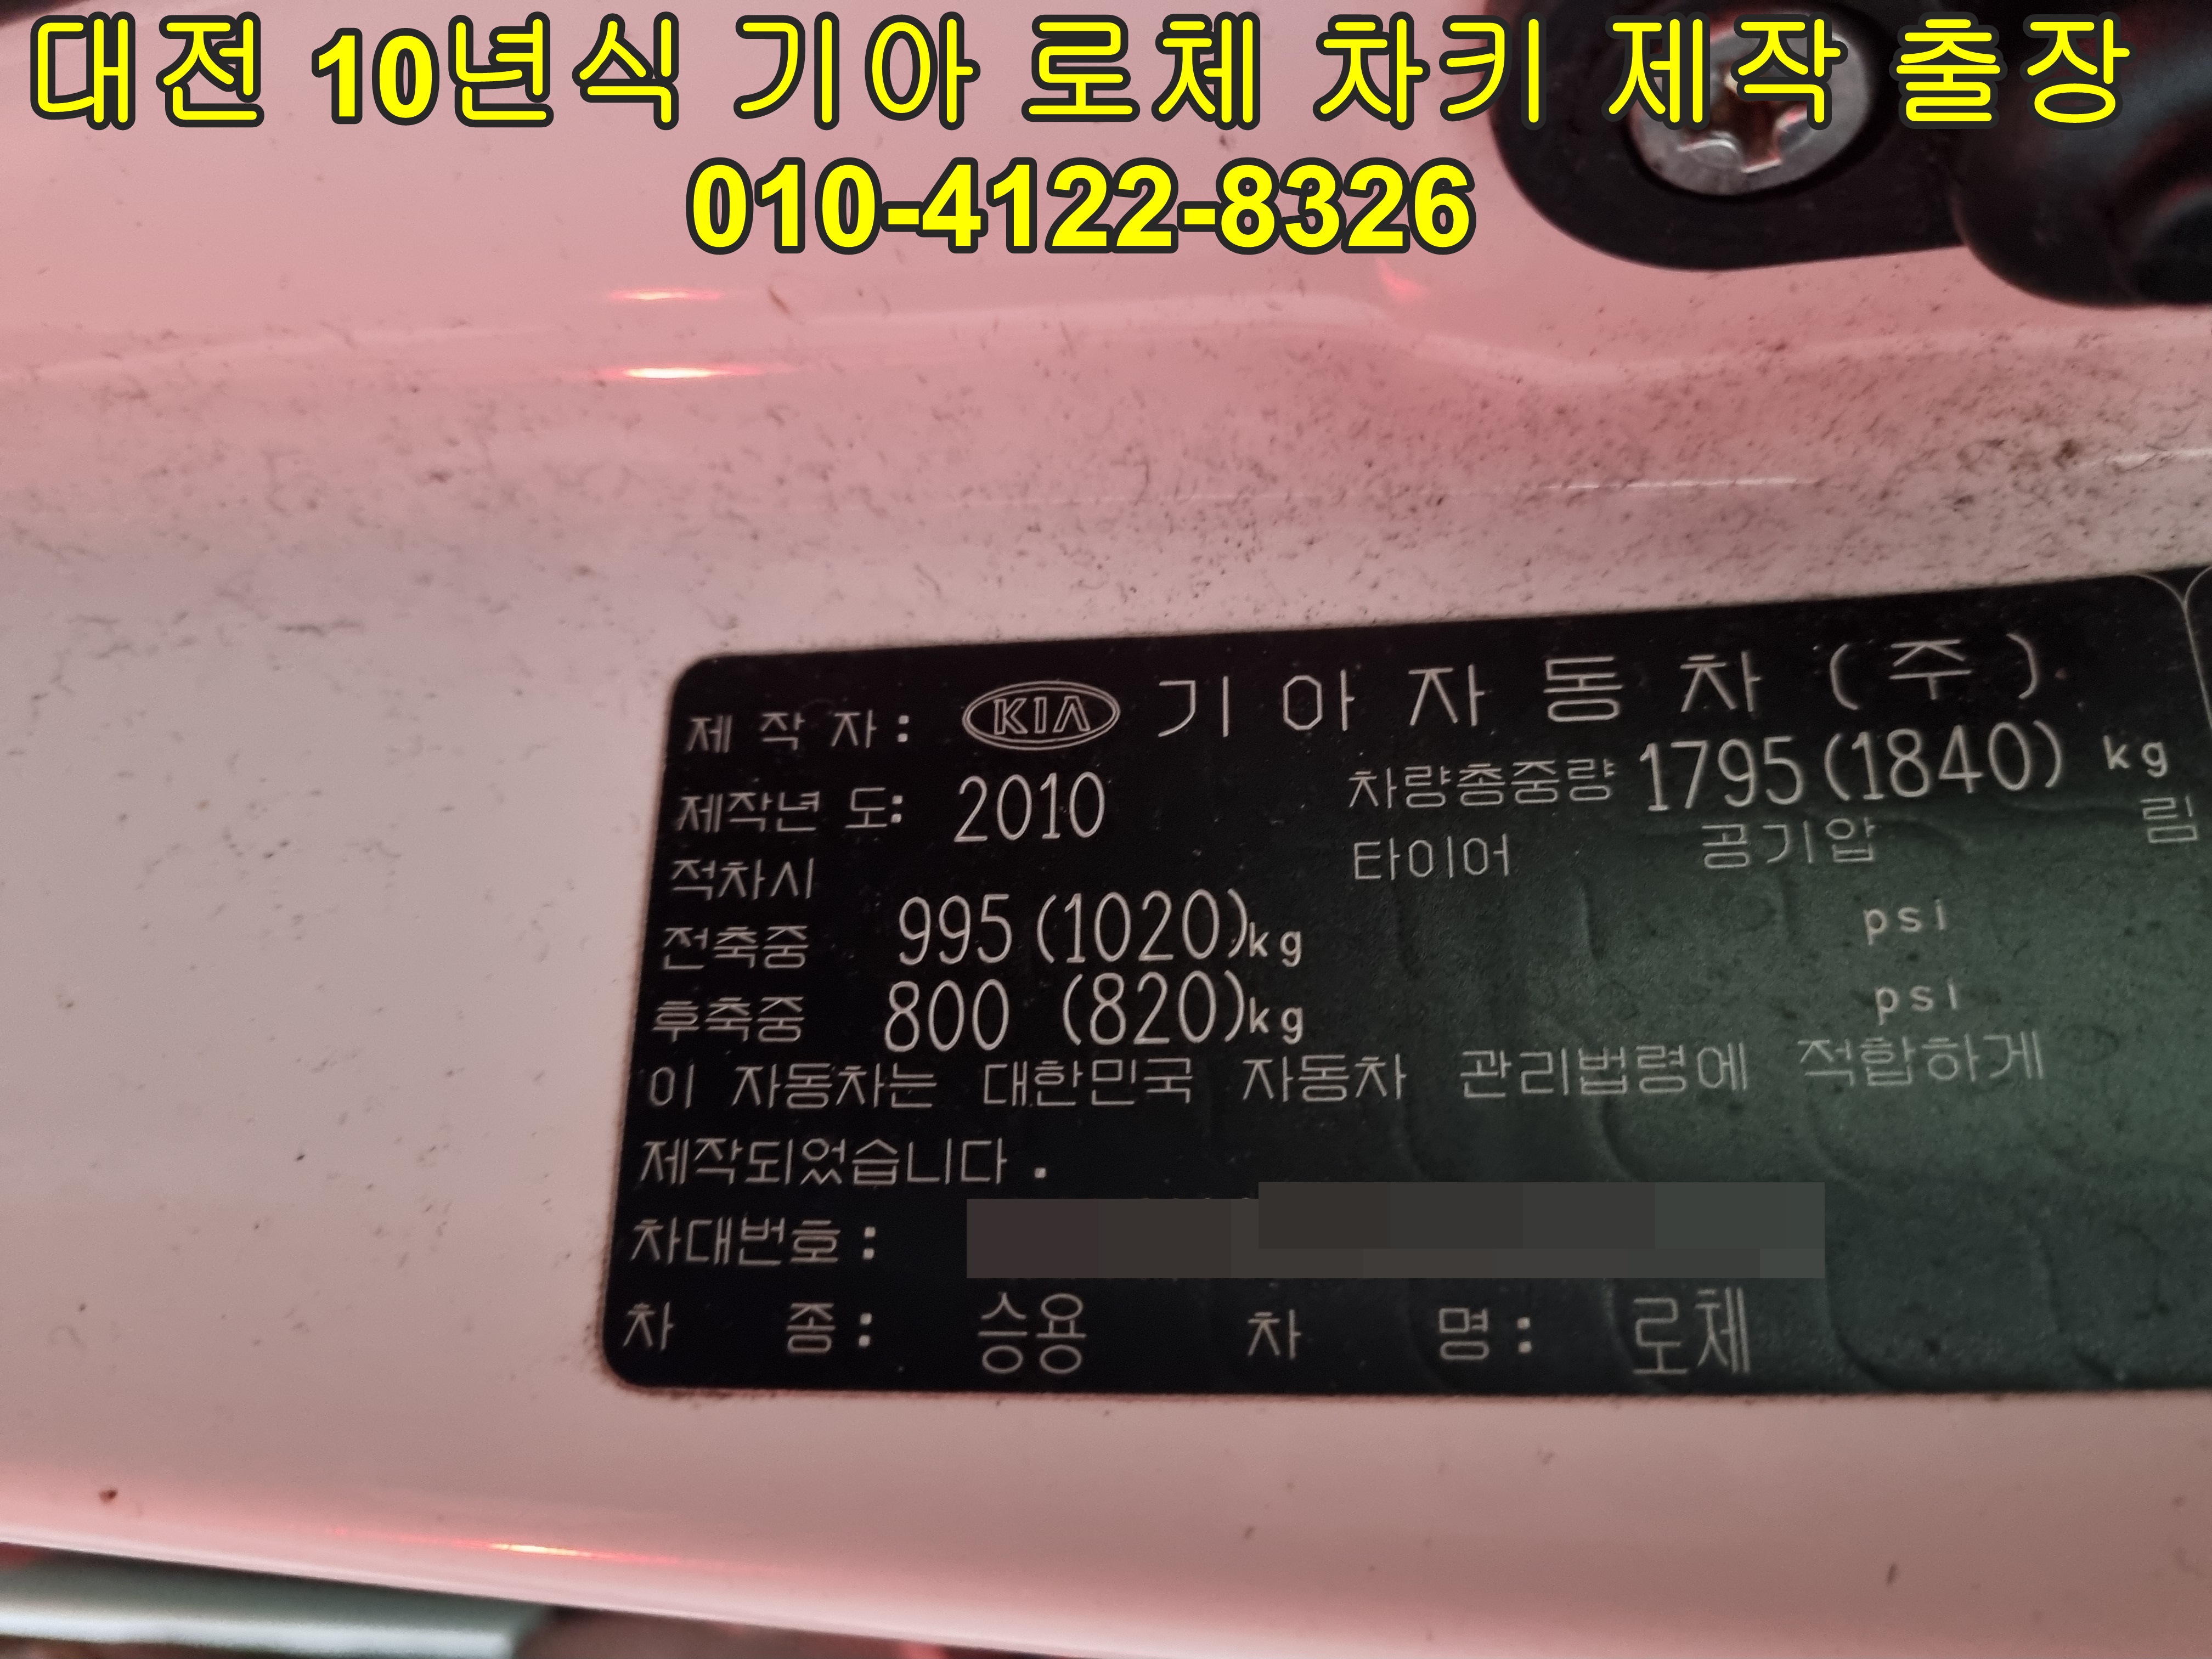 대전 10년식 기아 로체 차키 제작 출장
010-4122-8326
제 작 자 : KIA 기 아 자 동 차 (주)
제작년 도: 2010 차량총중량 1795(1840) kg
적차시 타이어 공기압 림
전축중 995 (1020)kg psi
후축중 800 (820)kg psi
이 자동차는 대한민국 자동차 관리법령에 적합하게
제작되었습니다 .
차대번호 :
차 종 : 승용 차 명 : 로체